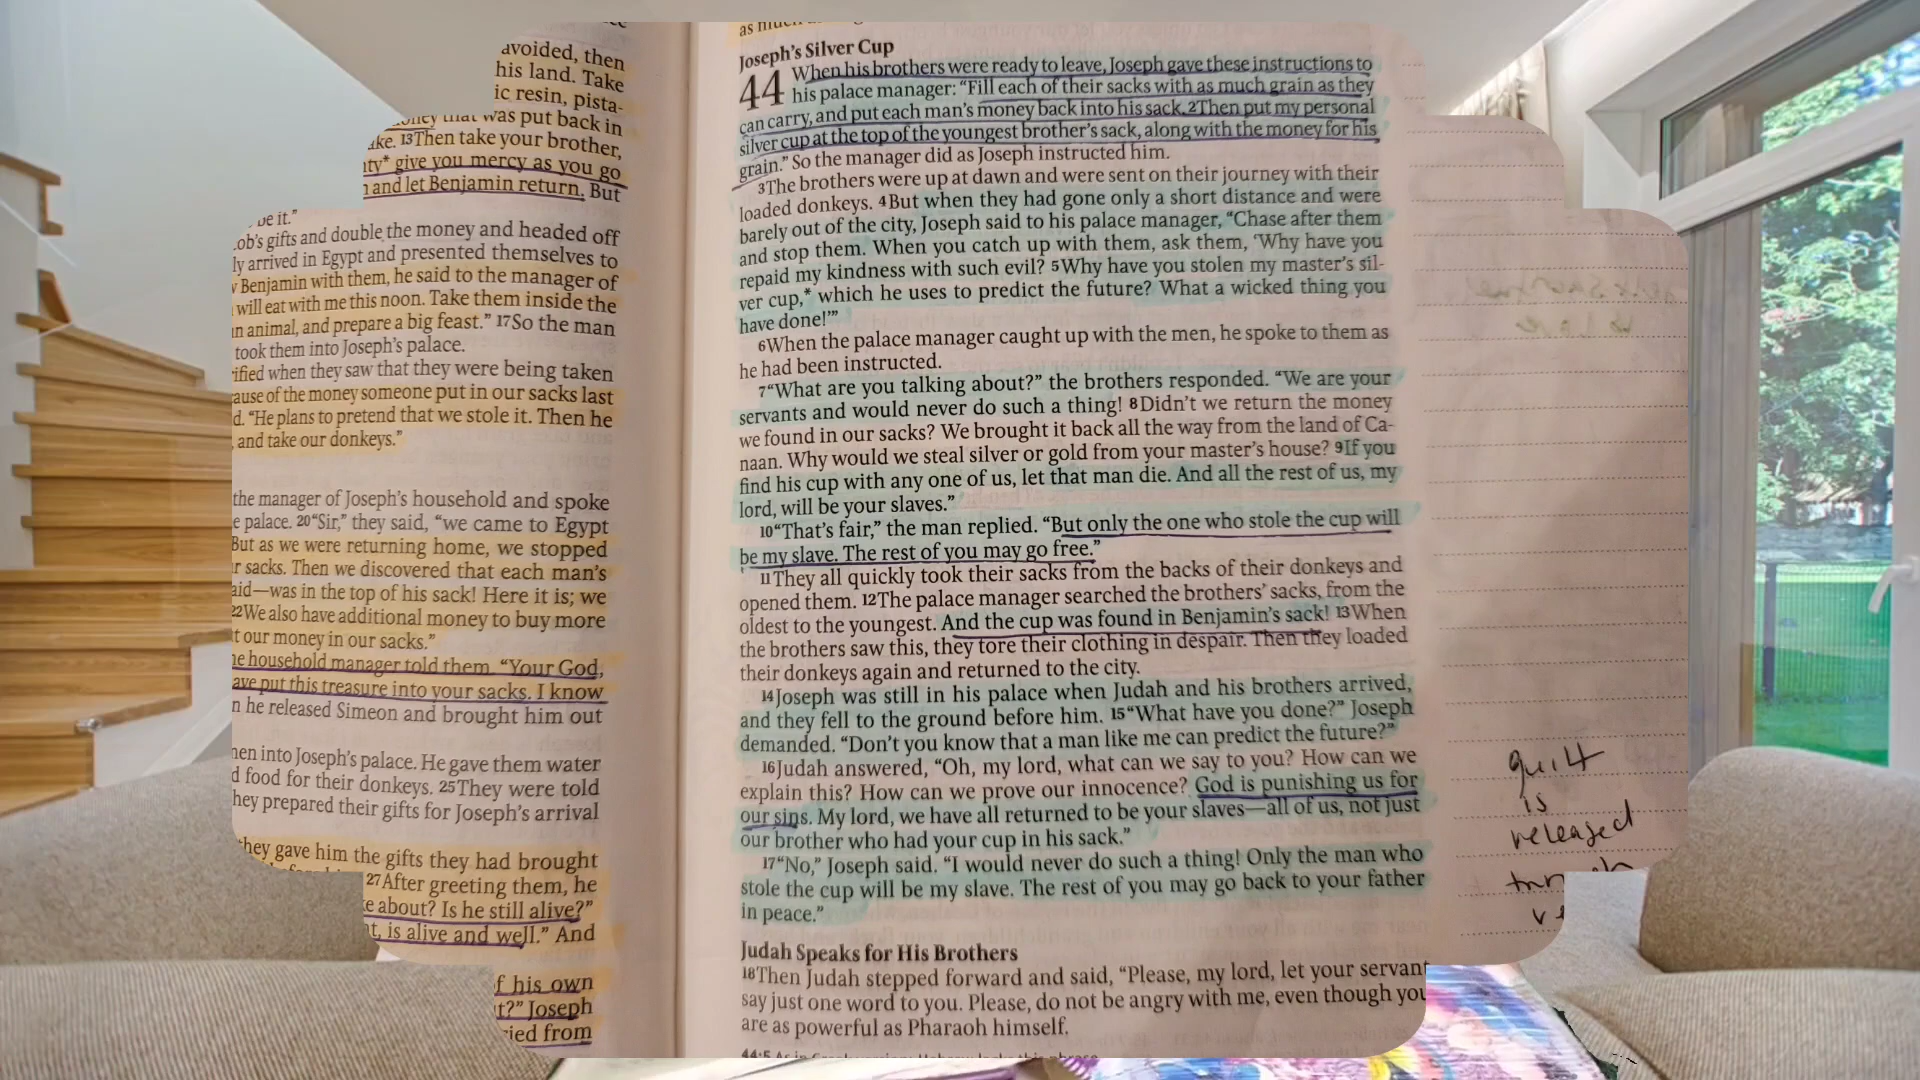 avoided, then
his land. Take
ic resin, pista-
was put back in
13Then take your brother,
give you mercy as you go
and let Benjamin return. But
be it."
ob's gifts and double the money and headed off
ly arrived in Egypt and presented themselves to
Benjamin with them, he said to the manager of
will eat with me this noon. Take them inside the
n animal, and prepare a big feast." 17So the man
took them into Joseph's palace.
ified when they saw that they were being taken
ause of the money someone put in our sacks last
d. "He plans to pretend that we stole it. Then he
and take our donkeys."
the manager of Joseph's household and spoke
e palace. 20"Sir," they said, "we came to Egypt
But as we were returning home, we stopped
r sacks. Then we discovered that each man's
aid—was in the top of his sack! Here it is; we
22We also have additional money to buy more
t our money in our sacks."
he household manager told them. "Your God,
ave put this treasure into your sacks. I know
n he released Simeon and brought him out
men into Joseph's palace. He gave them water
d food for their donkeys. 25They were told
hey prepared their gifts for Joseph's arrival
they gave him the gifts they had brought
27After greeting them, he
e about? Is he still alive?"
t, is alive and well." And
f his own
t?" Joseph
ried from
Joseph's Silver Cup
44 When his brothers were ready to leave, Joseph gave these instructions to
his palace manager: "Fill each of their sacks with as much grain as they
can carry, and put each man's money back into his sack. 2Then put my personal
silver cup at the top of the youngest brother's sack, along with the money for his
grain." So the manager did as Joseph instructed him.
3The brothers were up at dawn and were sent on their journey with their
loaded donkeys. 4But when they had gone only a short distance and were
barely out of the city, Joseph said to his palace manager, "Chase after them
and stop them. When you catch up with them, ask them, 'Why have you
repaid my kindness with such evil? 5Why have you stolen my master's sil-
ver cup,* which he uses to predict the future? What a wicked thing you
have done!'"
6When the palace manager caught up with the men, he spoke to them as
he had been instructed.
7"What are you talking about?" the brothers responded. "We are your
servants and would never do such a thing! 8Didn't we return the money
we found in our sacks? We brought it back all the way from the land of Ca-
naan. Why would we steal silver or gold from your master's house? 9If you
find his cup with any one of us, let that man die. And all the rest of us, my
lord, will be your slaves."
10"That's fair," the man replied. "But only the one who stole the cup will
be my slave. The rest of you may go free."
11They all quickly took their sacks from the backs of their donkeys and
opened them. 12The palace manager searched the brothers' sacks, from the
oldest to the youngest. And the cup was found in Benjamin's sack! 13When
the brothers saw this, they tore their clothing in despair. Then they loaded
their donkeys again and returned to the city.
14Joseph was still in his palace when Judah and his brothers arrived,
and they fell to the ground before him. 15"What have you done?" Joseph
demanded. "Don't you know that a man like me can predict the future?"
16Judah answered, "Oh, my lord, what can we say to you? How can we
explain this? How can we prove our innocence? God is punishing us for
our sins. My lord, we have all returned to be your slaves—all of us, not just
our brother who had your cup in his sack."
17"No," Joseph said. "I would never do such a thing! Only the man who
stole the cup will be my slave. The rest of you may go back to your father
in peace."
Judah Speaks for His Brothers
18Then Judah stepped forward and said, "Please, my lord, let your servant
say just one word to you. Please, do not be angry with me, even though you
are as powerful as Pharaoh himself.
guilt
is
released